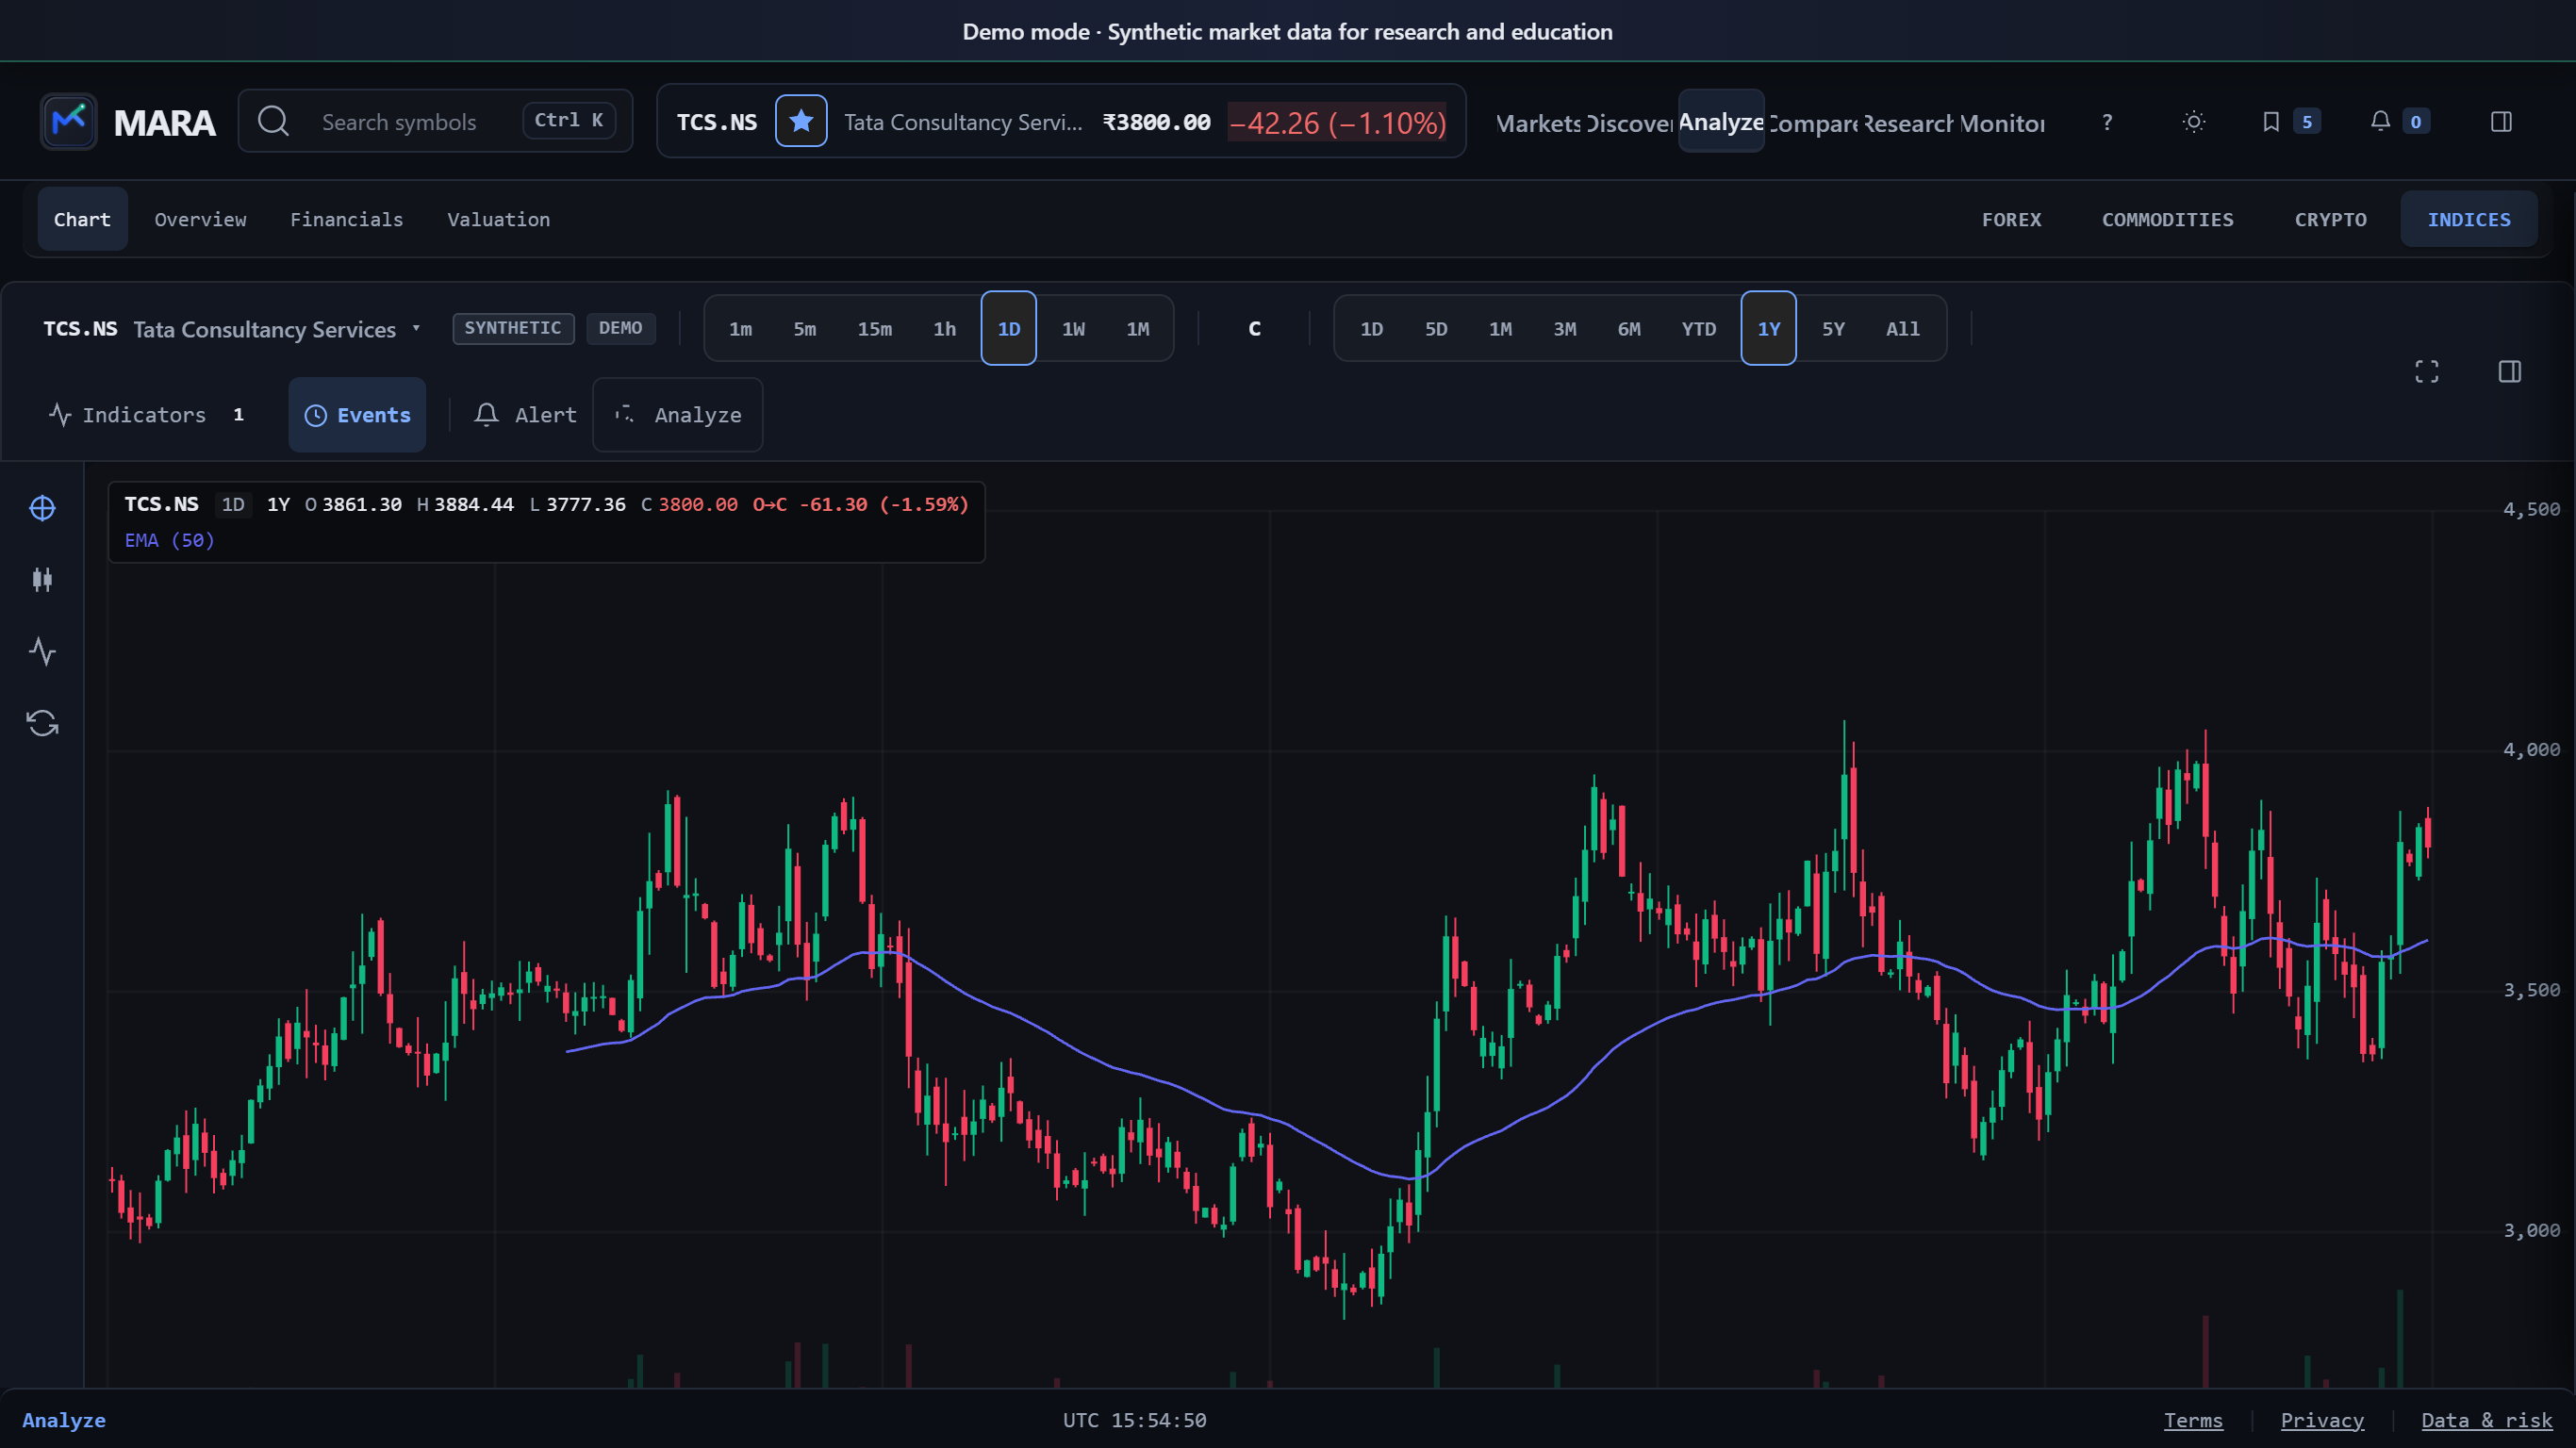 Demo mode · Synthetic market data for research and education
MARA
Search symbols Ctrl K
TCS.NS Tata Consultancy Servi... ₹3800.00 −42.26 (−1.10%)
Markets Discover Analyze Compare Research Monitor ? 5 0
Chart Overview Financials Valuation FOREX COMMODITIES CRYPTO INDICES
TCS.NS Tata Consultancy Services SYNTHETIC DEMO 1m 5m 15m 1h 1D 1W 1M C 1D 5D 1M 3M 6M YTD 1Y 5Y All
Indicators 1 Events Alert Analyze
TCS.NS 1D 1Y O 3861.30 H 3884.44 L 3777.36 C 3800.00 O→C -61.30 (-1.59%)
EMA (50)
4,500
4,000
3,500
3,000
Analyze UTC 15:54:50 Terms Privacy Data & risk